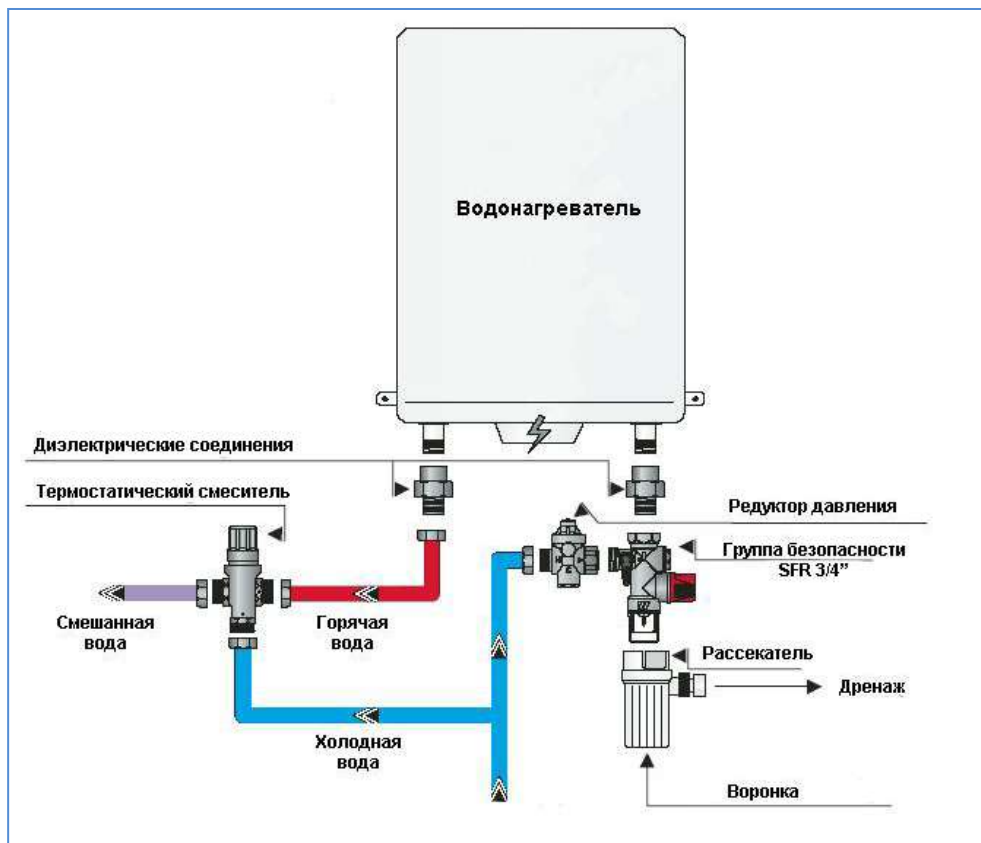 Водонагреватель
Диэлектрические соединения
Термостатический смеситель
Редуктор давления
Группа безопасности
SFR 3/4”
Смешанная
вода
Горячая
вода
Рассекатель
Дренаж
Холодная
вода
Воронка